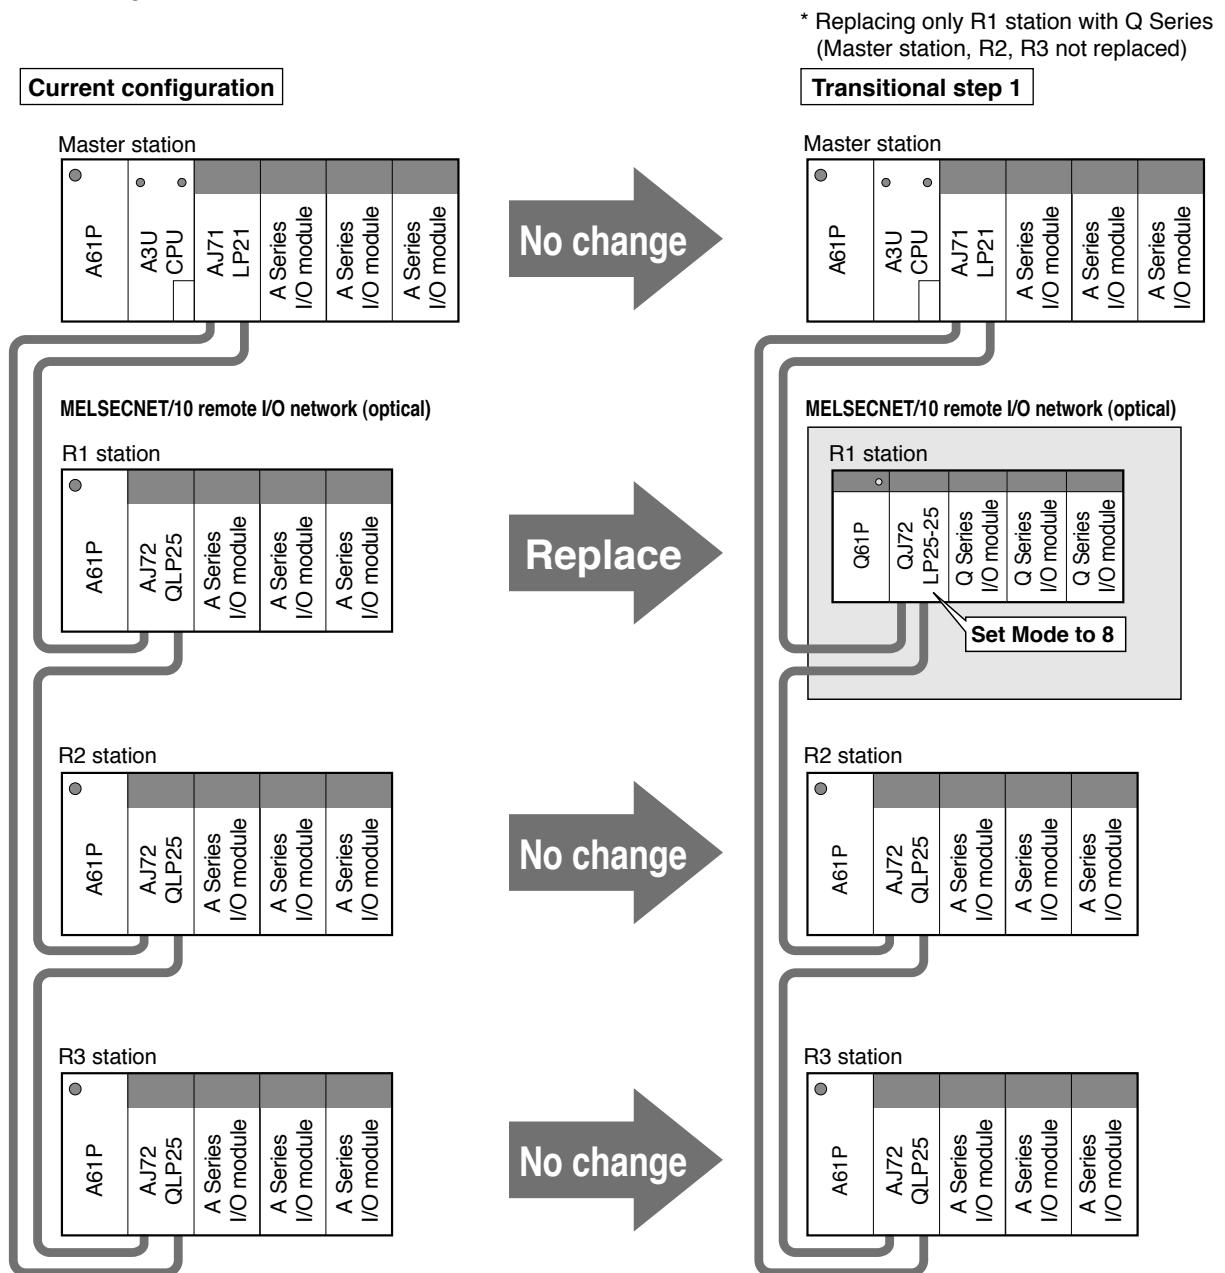 * Replacing only R1 station with Q Series
(Master station, R2, R3 not replaced)
Current configuration
Transitional step 1
Master station
A61P
A3U
CPU
AJ71
LP21
A Series
I/O module
A Series
I/O module
A Series
I/O module
No change
Master station
A61P
A3U
CPU
AJ71
LP21
A Series
I/O module
A Series
I/O module
A Series
I/O module
MELSECNET/10 remote I/O network (optical)
R1 station
A61P
AJ72
QLP25
A Series
I/O module
A Series
I/O module
A Series
I/O module
Replace
MELSECNET/10 remote I/O network (optical)
R1 station
Q61P
QJ72
LP25-25
Q Series
I/O module
Q Series
I/O module
Q Series
I/O module
Set Mode to 8
R2 station
A61P
AJ72
QLP25
A Series
I/O module
A Series
I/O module
A Series
I/O module
No change
R2 station
A61P
AJ72
QLP25
A Series
I/O module
A Series
I/O module
A Series
I/O module
R3 station
A61P
AJ72
QLP25
A Series
I/O module
A Series
I/O module
A Series
I/O module
No change
R3 station
A61P
AJ72
QLP25
A Series
I/O module
A Series
I/O module
A Series
I/O module